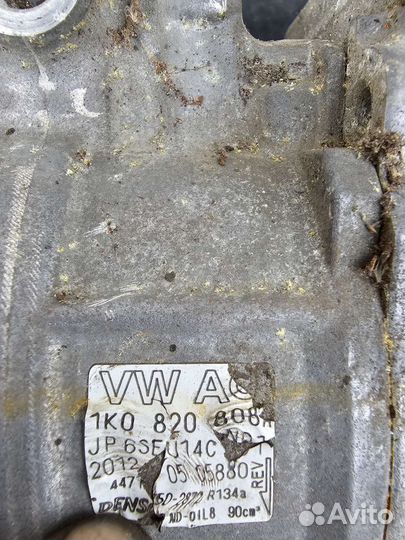 VW AG
1K0 820 808
JP 6SEU14C
2012 05 05880
REV
447 R134a
DENSO ND-OIL8 90cm³
Avito